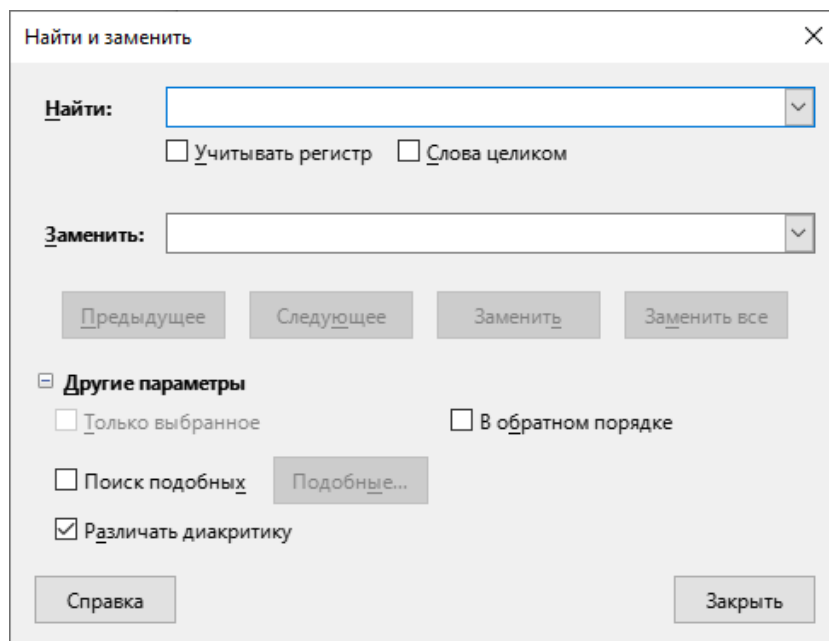 Найти и заменить
Найти:
Учитывать регистр Слова целиком
Заменить:
Предыдущее Следующее Заменить Заменить все
Другие параметры
Только выбранное В обратном порядке
Поиск подобных Подобные...
Различать диакритику
Справка Закрыть